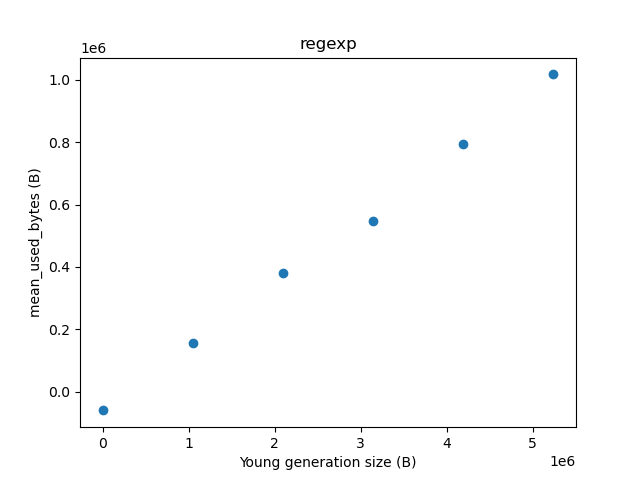 regexp
1e6
1.0
0.8
0.6
0.4
0.2
0.0
mean_used_bytes (B)
0 1 2 3 4 5
Young generation size (B)
1e6